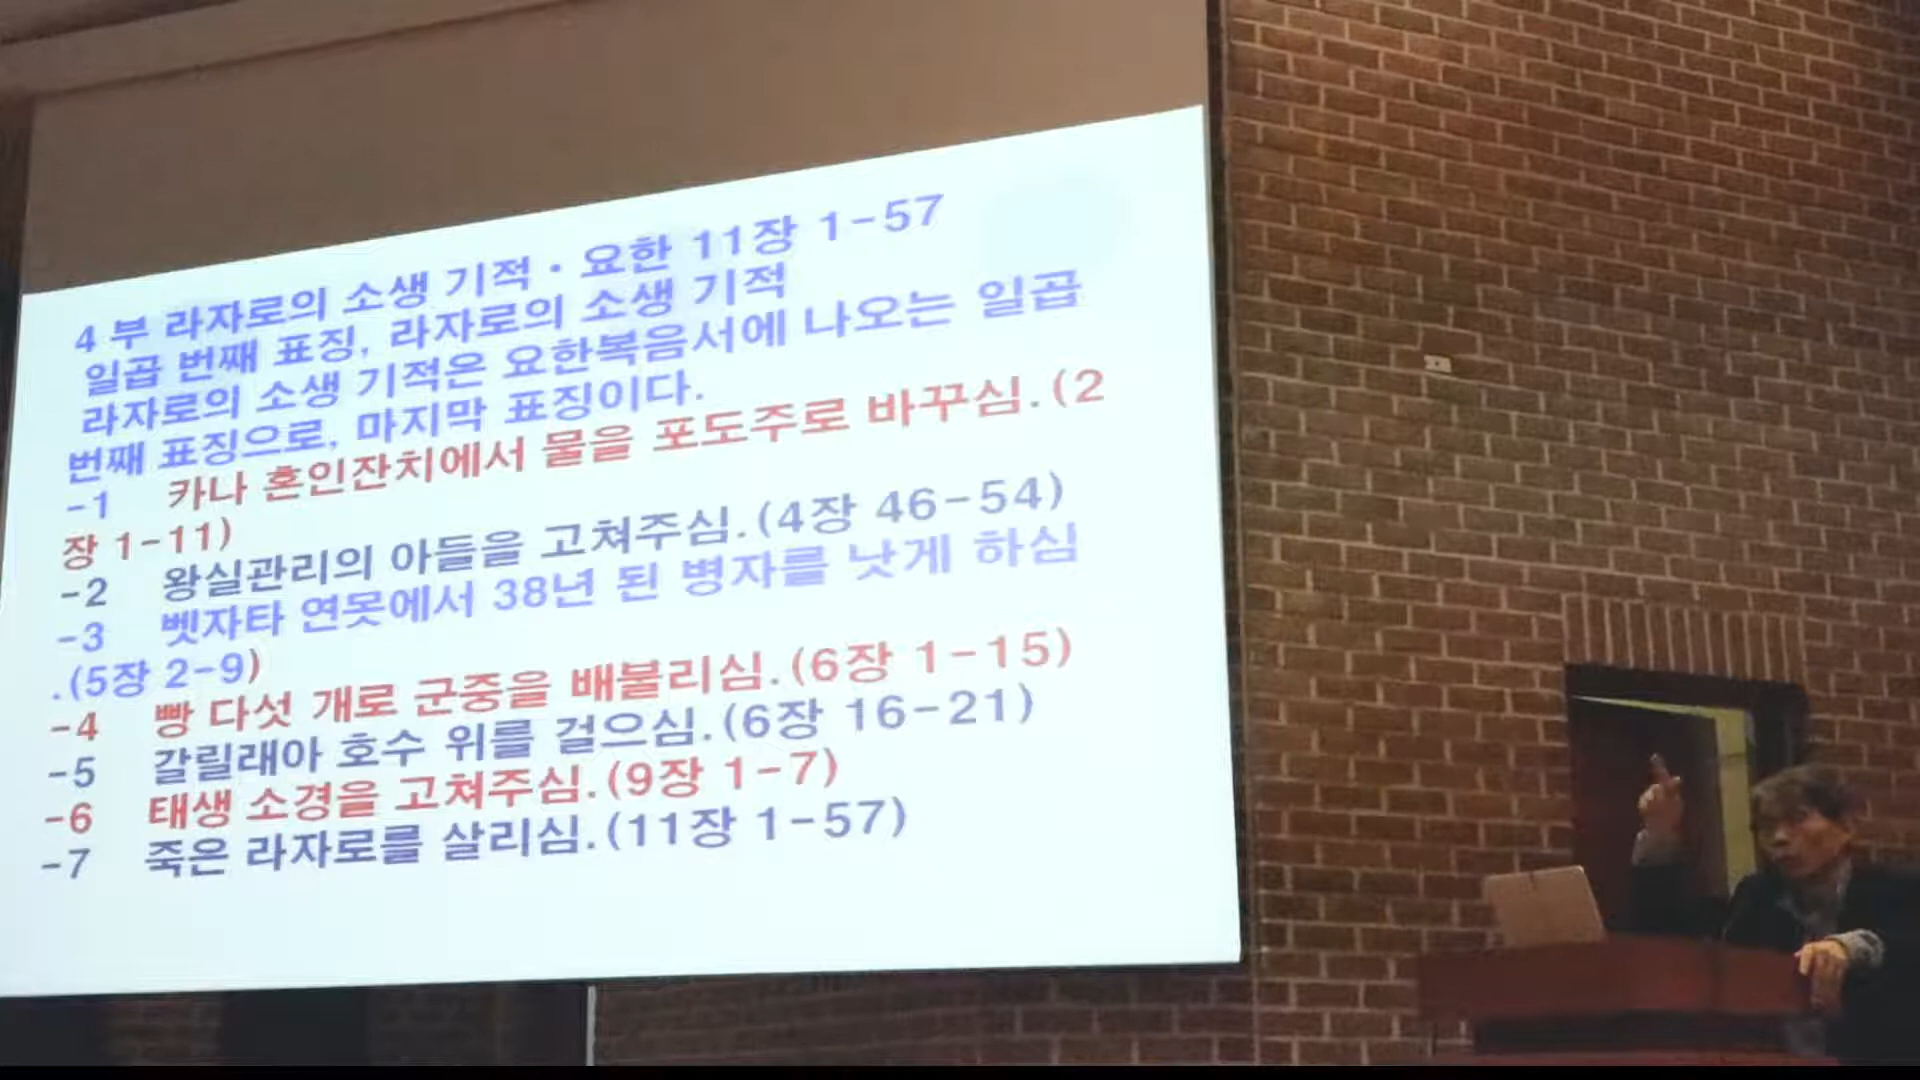 4 부 라자로의 소생 기적 · 요한 11장 1-57
일곱 번째 표징, 라자로의 소생 기적
라자로의 소생 기적은 요한복음서에 나오는 일곱
번째 표징으로, 마지막 표징이다.
-1 카나 혼인잔치에서 물을 포도주로 바꾸심.(2
장 1-11)
-2 왕실관리의 아들을 고쳐주심.(4장 46-54)
-3 벳자타 연못에서 38년 된 병자를 낫게 하심
.(5장 2-9)
-4 빵 다섯 개로 군중을 배불리심.(6장 1-15)
-5 갈릴래아 호수 위를 걸으심.(6장 16-21)
-6 태생 소경을 고쳐주심.(9장 1-7)
-7 죽은 라자로를 살리심.(11장 1-57)